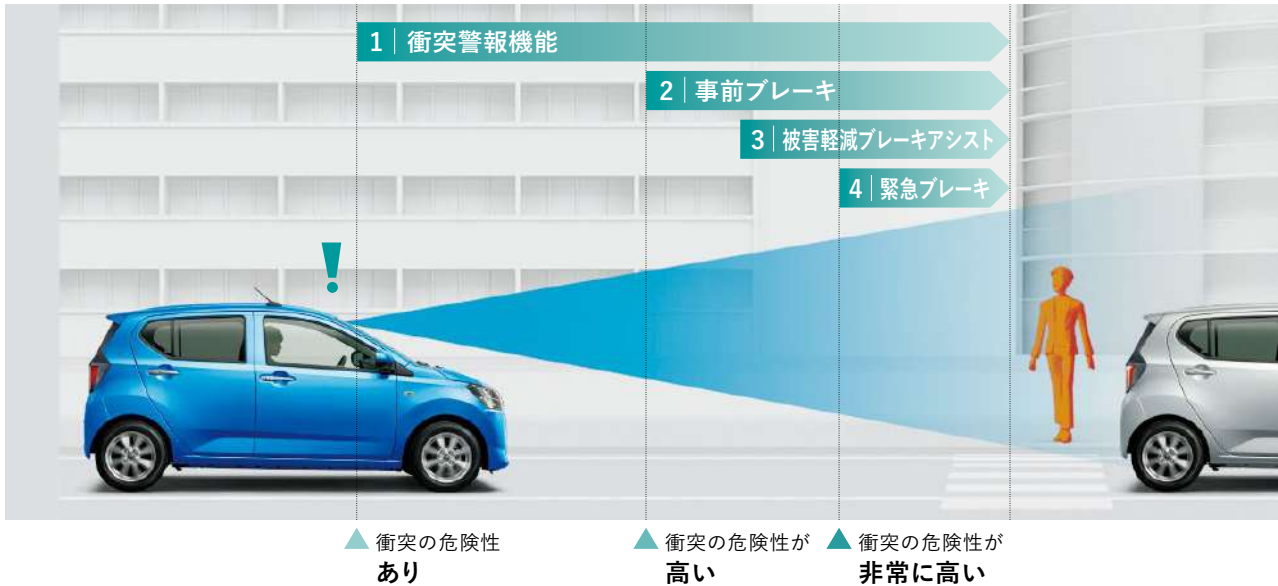 1 | 衝突警報機能
2 | 事前ブレーキ
3 | 被害軽減ブレーキアシスト
4 | 緊急ブレーキ
!
▲ 衝突の危険性
あり
▲ 衝突の危険性が
高い
▲ 衝突の危険性が
非常に高い